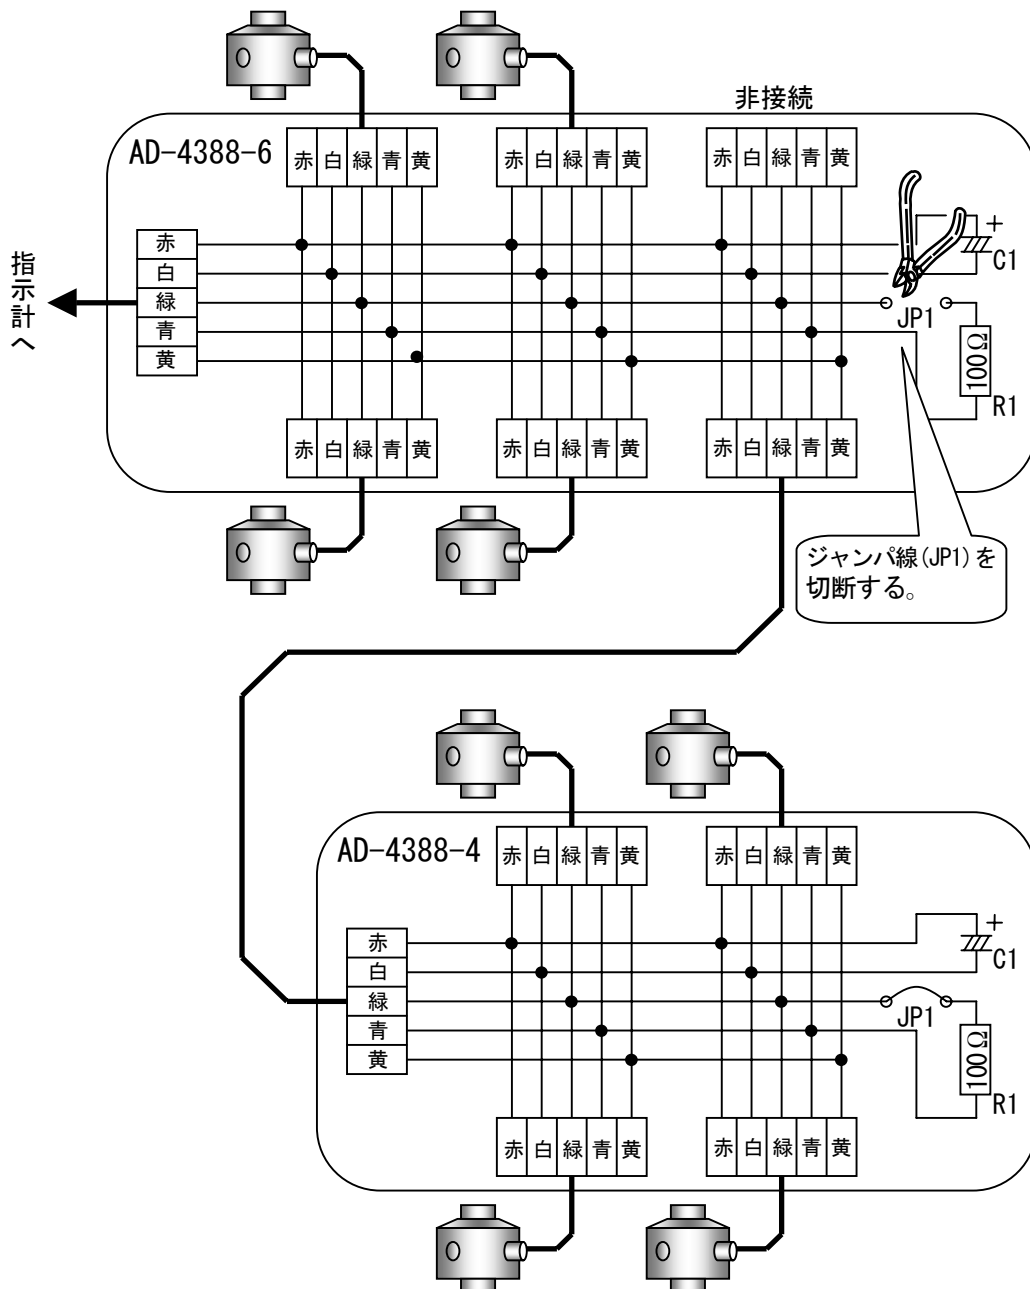 非接続
AD-4388-6
赤 白 緑 青 黄
赤 白 緑 青 黄
赤 白 緑 青 黄
指示計へ
赤
白
緑
青
黄
+
C1
JP1
100Ω
R1
赤 白 緑 青 黄
赤 白 緑 青 黄
赤 白 緑 青 黄
ジャンパ線(JP1)を
切断する。
AD-4388-4
赤 白 緑 青 黄
赤 白 緑 青 黄
赤
白
緑
青
黄
+
C1
JP1
100Ω
R1
赤 白 緑 青 黄
赤 白 緑 青 黄